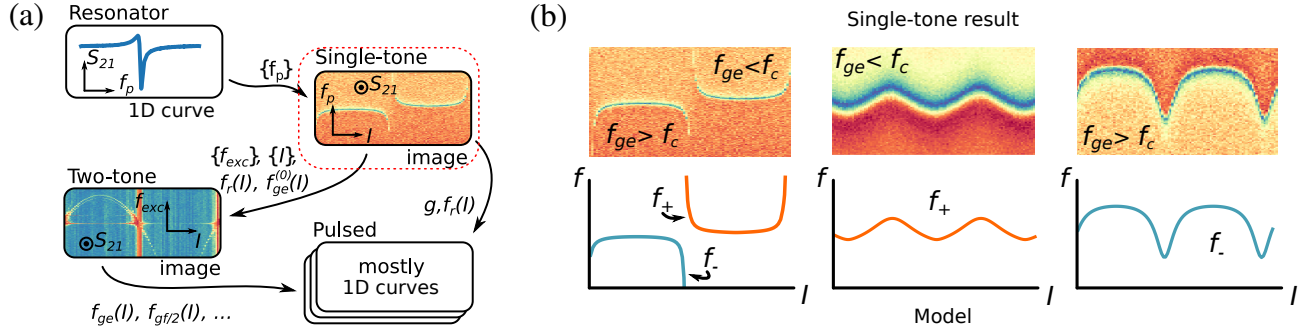 (a)
Resonator
S21
fp
1D curve
{fp}
Single-tone
fp
S21
I
image
{fexc}, {I},
fr(I), fge(0)(I)
g,fr(I)
Two-tone
fexc
I
S21
image
Pulsed
mostly
1D curves
fge(I), fgf/2(I), ...
(b)
Single-tone result
fge<fc
fge> fc
fge< fc
fge> fc
f
f+
f-
I
f
f+
I
f
f-
I
Model